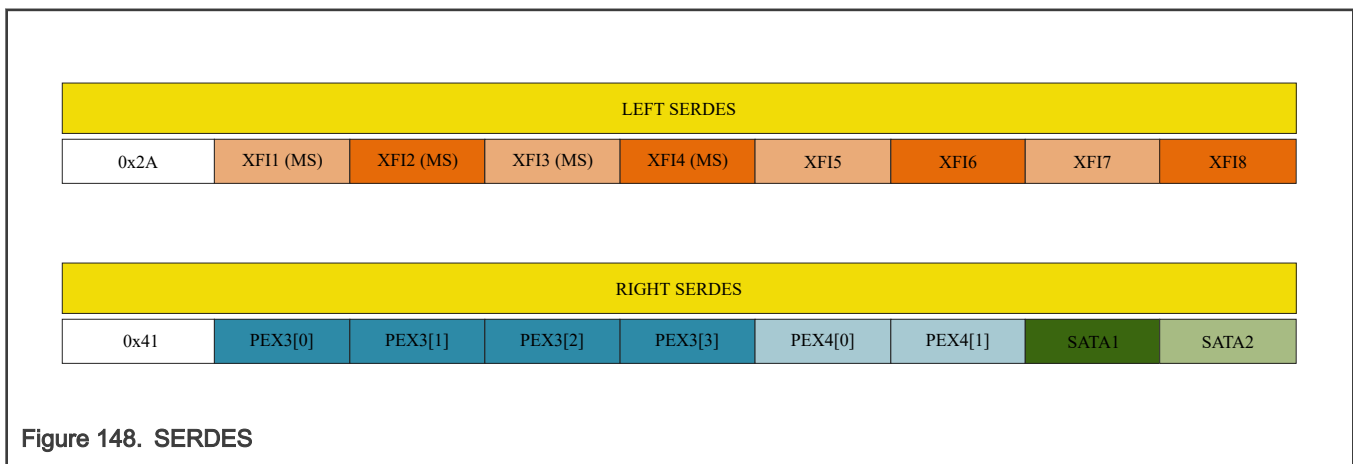 LEFT SERDES
0x2A XFI1 (MS) XFI2 (MS) XFI3 (MS) XFI4 (MS) XFI5 XFI6 XFI7 XFI8
RIGHT SERDES
0x41 PEX3[0] PEX3[1] PEX3[2] PEX3[3] PEX4[0] PEX4[1] SATA1 SATA2
Figure 148. SERDES